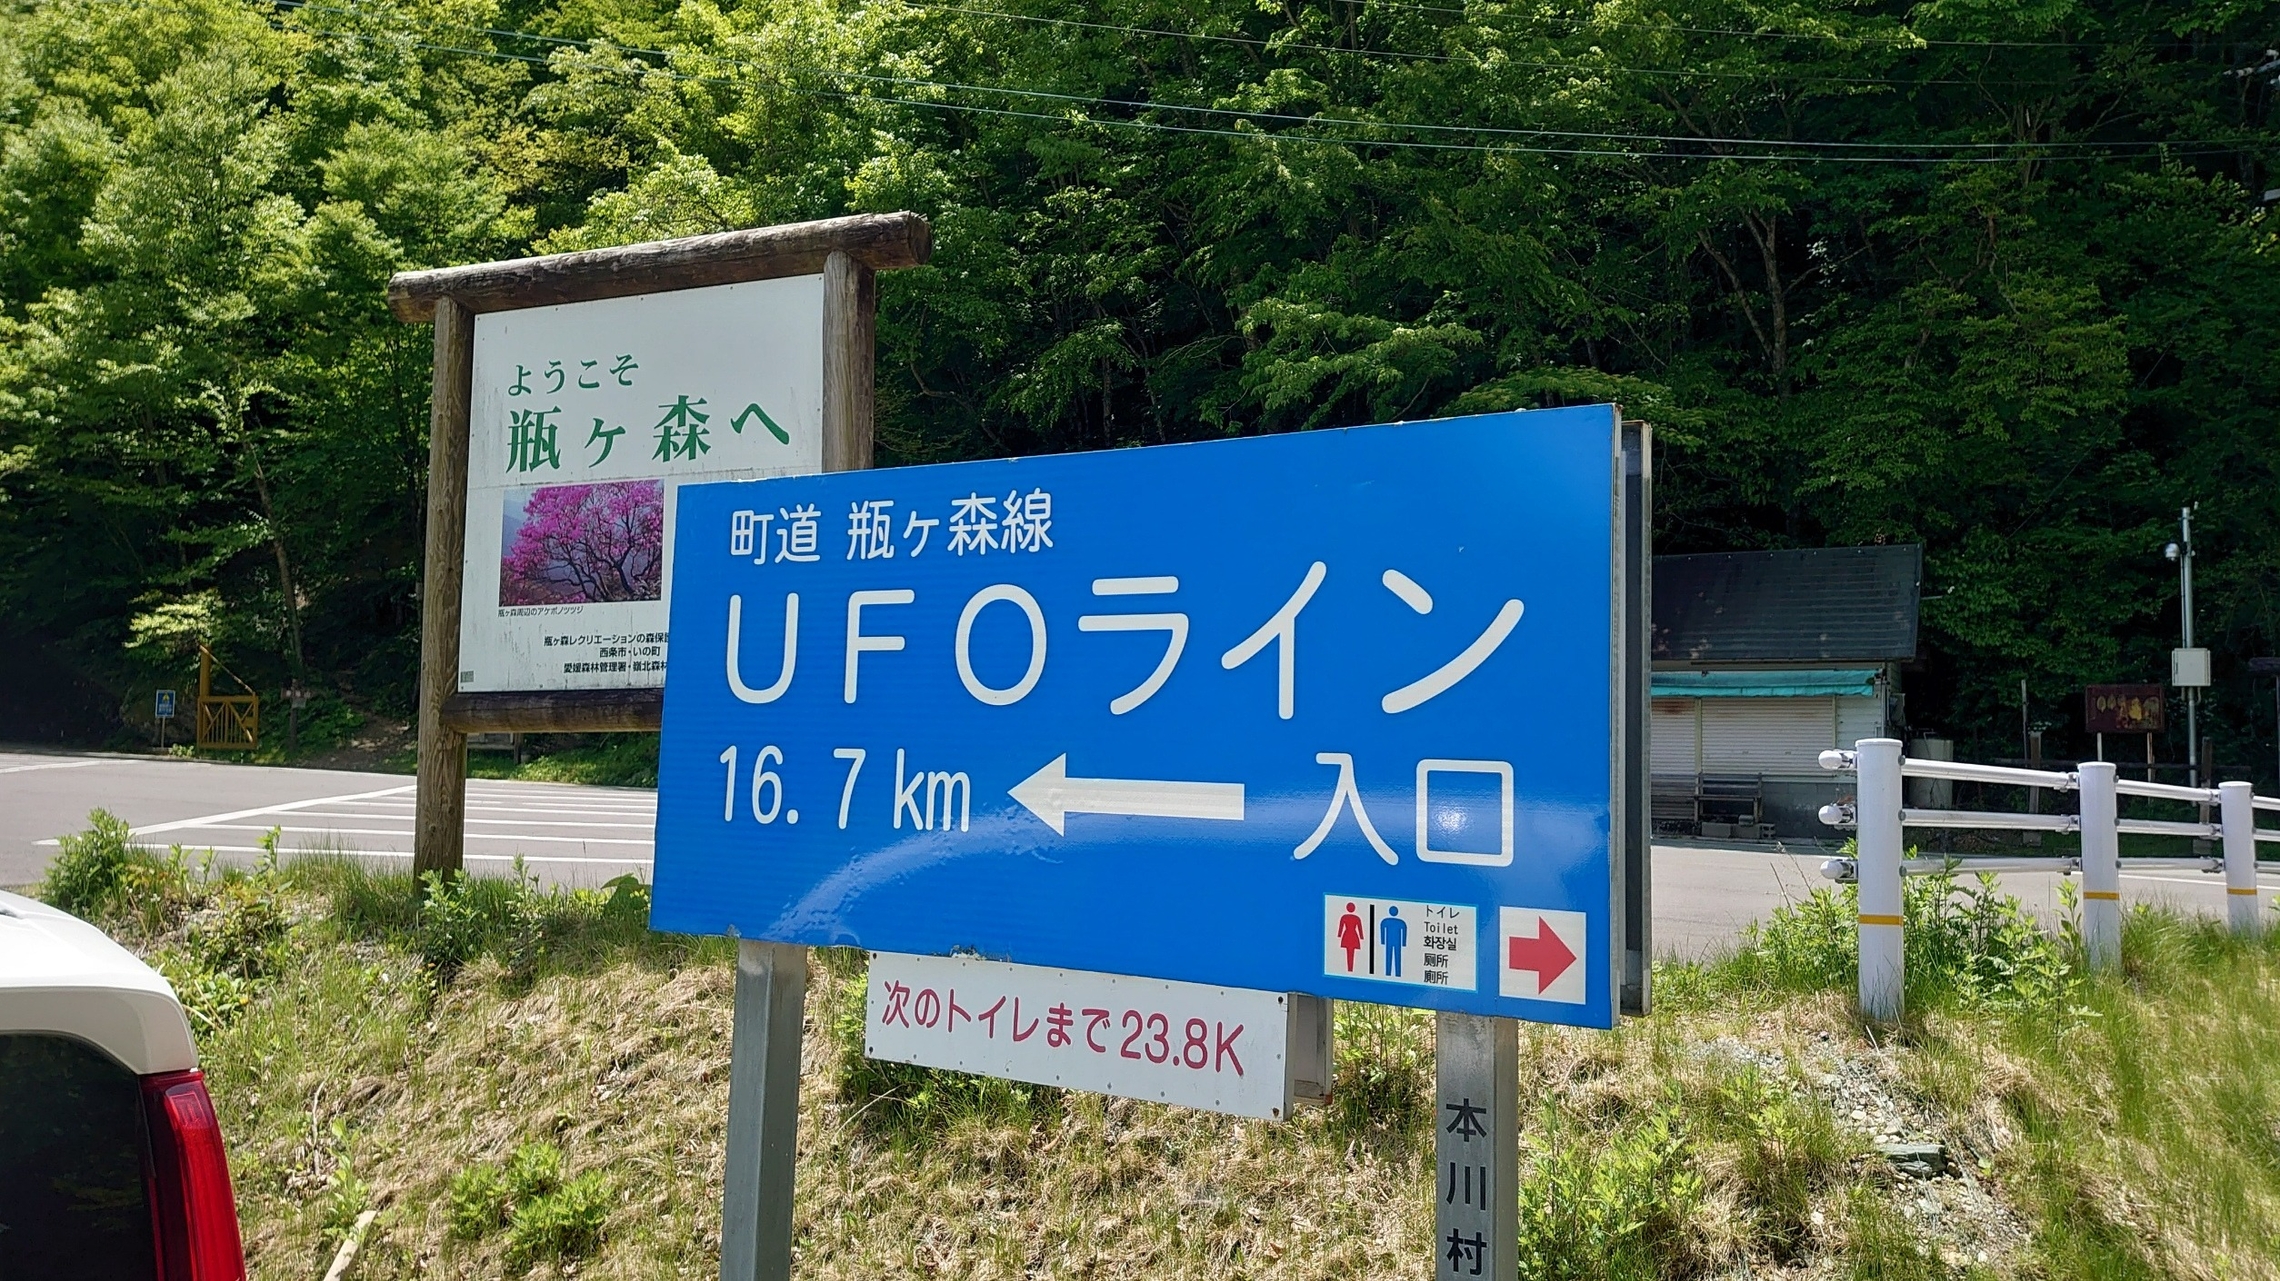 ようこそ
瓶ヶ森へ
瓶ヶ森周辺のアケボノツツジ
瓶ヶ森レクリエーションの森保
西条市・いの町
愛媛森林管理署・嶺北森林
町道 瓶ヶ森線
UFOライン
16.7km ← 入口
トイレ
Toilet
화장실
厕所
廁所
次のトイレまで23.8K
本川村